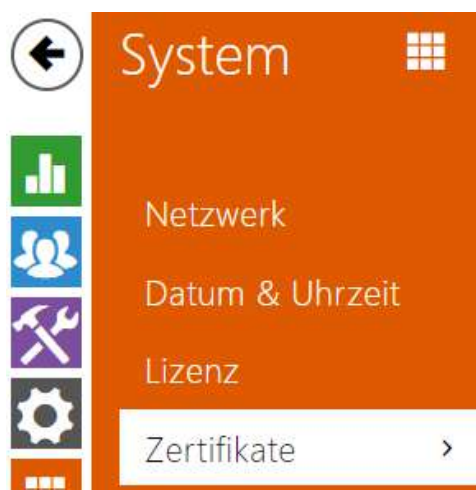 System
Netzwerk
Datum & Uhrzeit
Lizenz
Zertifikate